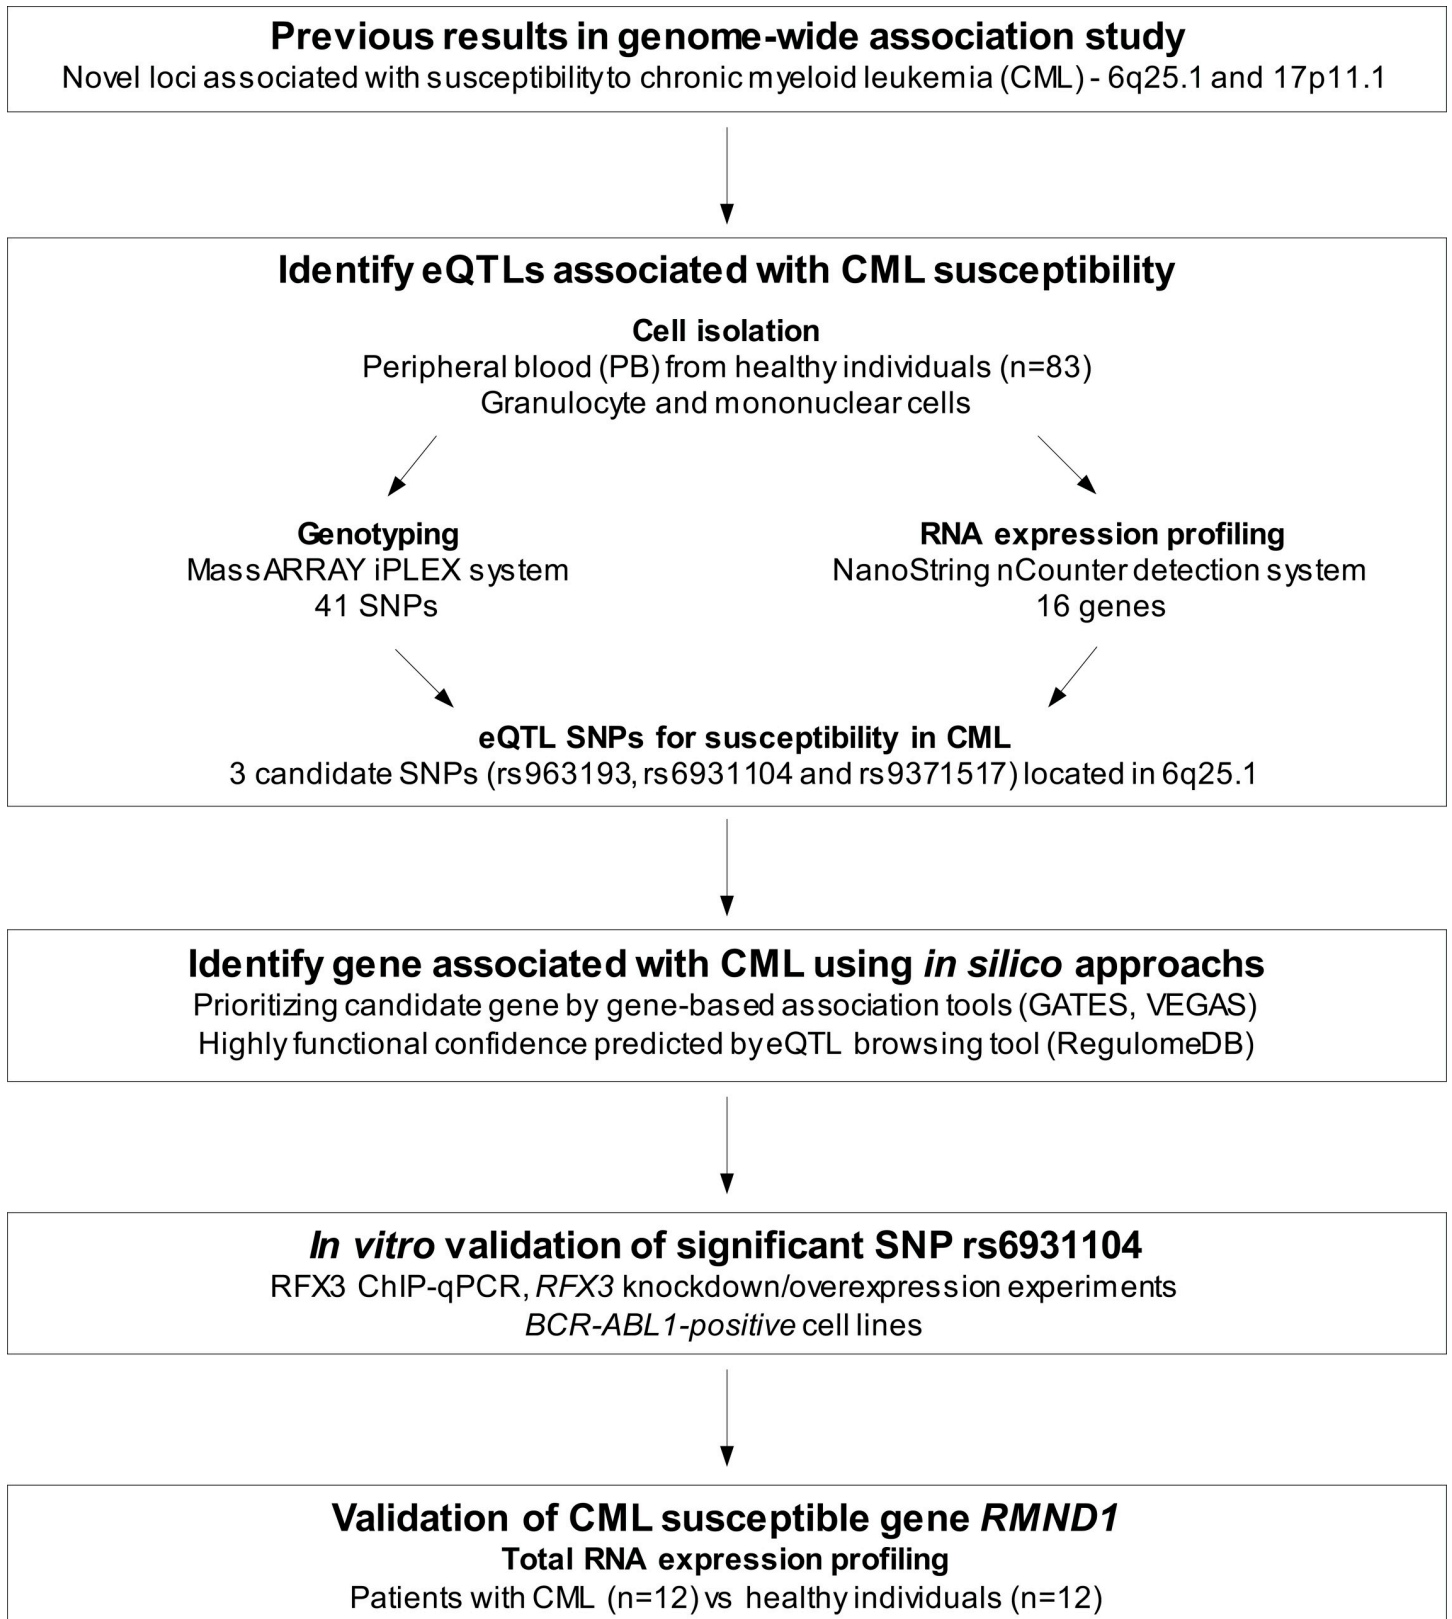 Previous results in genome-wide association study
Novel loci associated with susceptibility to chronic myeloid leukemia (CML) - 6q25.1 and 17p11.1
Identify eQTLs associated with CML susceptibility
Cell isolation
Peripheral blood (PB) from healthy individuals (n=83)
Granulocyte and mononuclear cells
Genotyping
MassARRAY iPLEX system
41 SNPs
RNA expression profiling
NanoString nCounter detection system
16 genes
eQTL SNPs for susceptibility in CML
3 candidate SNPs (rs963193, rs6931104 and rs9371517) located in 6q25.1
Identify gene associated with CML using in silico approachs
Prioritizing candidate gene by gene-based association tools (GATES, VEGAS)
Highly functional confidence predicted by eQTL browsing tool (RegulomeDB)
In vitro validation of significant SNP rs6931104
RFX3 ChIP-qPCR, RFX3 knockdown/overexpression experiments
BCR-ABL1-positive cell lines
Validation of CML susceptible gene RMND1
Total RNA expression profiling
Patients with CML (n=12) vs healthy individuals (n=12)